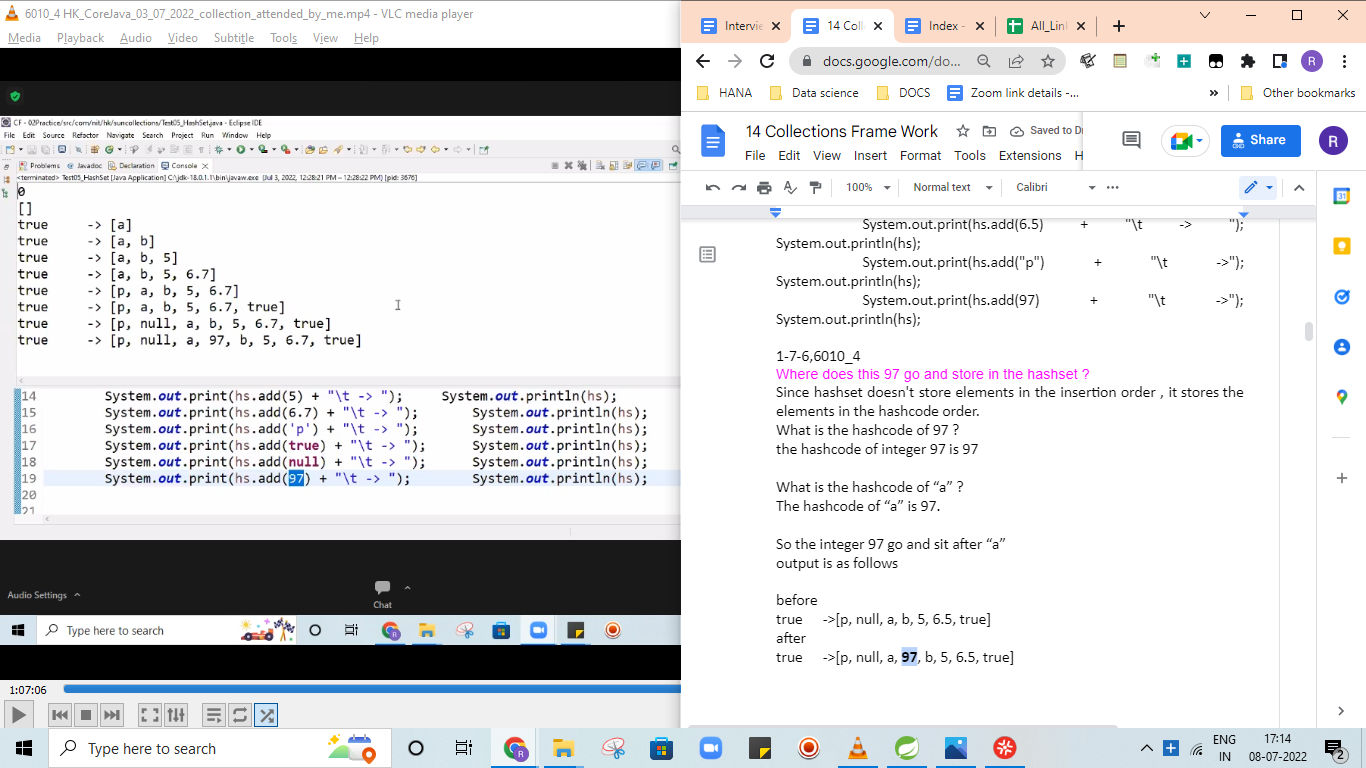 6010_4 HK_CoreJava_03_07_2022_collection_attended_by_me.mp4 - VLC media player
Media Playback Audio Video Subtitle Tools View Help
CF - 02Practice/src/com/nit/hk/suncollections/Test05_HashSet.java - Eclipse IDE
File Edit Source Refactor Navigate Search Project Run Window Help
Problems Javadoc Declaration Console
<terminated> Test05_HashSet [Java Application] C:\jdk-18.0.1.1\bin\javaw.exe (Jul 3, 2022, 12:28:21 PM – 12:28:22 PM) [pid: 3676]
0
[]
true -> [a]
true -> [a, b]
true -> [a, b, 5]
true -> [a, b, 5, 6.7]
true -> [p, a, b, 5, 6.7]
true -> [p, a, b, 5, 6.7, true]
true -> [p, null, a, b, 5, 6.7, true]
true -> [p, null, a, 97, b, 5, 6.7, true]
14 System.out.print(hs.add(5) + "\t -> "); System.out.println(hs);
15 System.out.print(hs.add(6.7) + "\t -> "); System.out.println(hs);
16 System.out.print(hs.add('p') + "\t -> "); System.out.println(hs);
17 System.out.print(hs.add(true) + "\t -> "); System.out.println(hs);
18 System.out.print(hs.add(null) + "\t -> "); System.out.println(hs);
19 System.out.print(hs.add(97) + "\t -> "); System.out.println(hs);
20
21
Audio Settings
Chat
Type here to search
1:07:06
Intervie
14 Coll
Index -
All_Lin
docs.google.com/do...
R
HANA Data science DOCS Zoom link details -... » Other bookmarks
14 Collections Frame Work Saved to Dr
File Edit View Insert Format Tools Extensions H
Share
R
100% Normal text Calibri
31
System.out.print(hs.add(6.5) + "\t -> ");
System.out.println(hs);
System.out.print(hs.add("p") + "\t ->");
System.out.println(hs);
System.out.print(hs.add(97) + "\t ->");
System.out.println(hs);
1-7-6,6010_4
Where does this 97 go and store in the hashset ?
Since hashset doesn't store elements in the insertion order , it stores the
elements in the hashcode order.
What is the hashcode of 97 ?
the hashcode of integer 97 is 97
What is the hashcode of “a” ?
The hashcode of “a” is 97.
So the integer 97 go and sit after “a”
output is as follows
before
true ->[p, null, a, b, 5, 6.5, true]
after
true ->[p, null, a, 97, b, 5, 6.5, true]
Type here to search
ENG
IN
17:14
08-07-2022
2